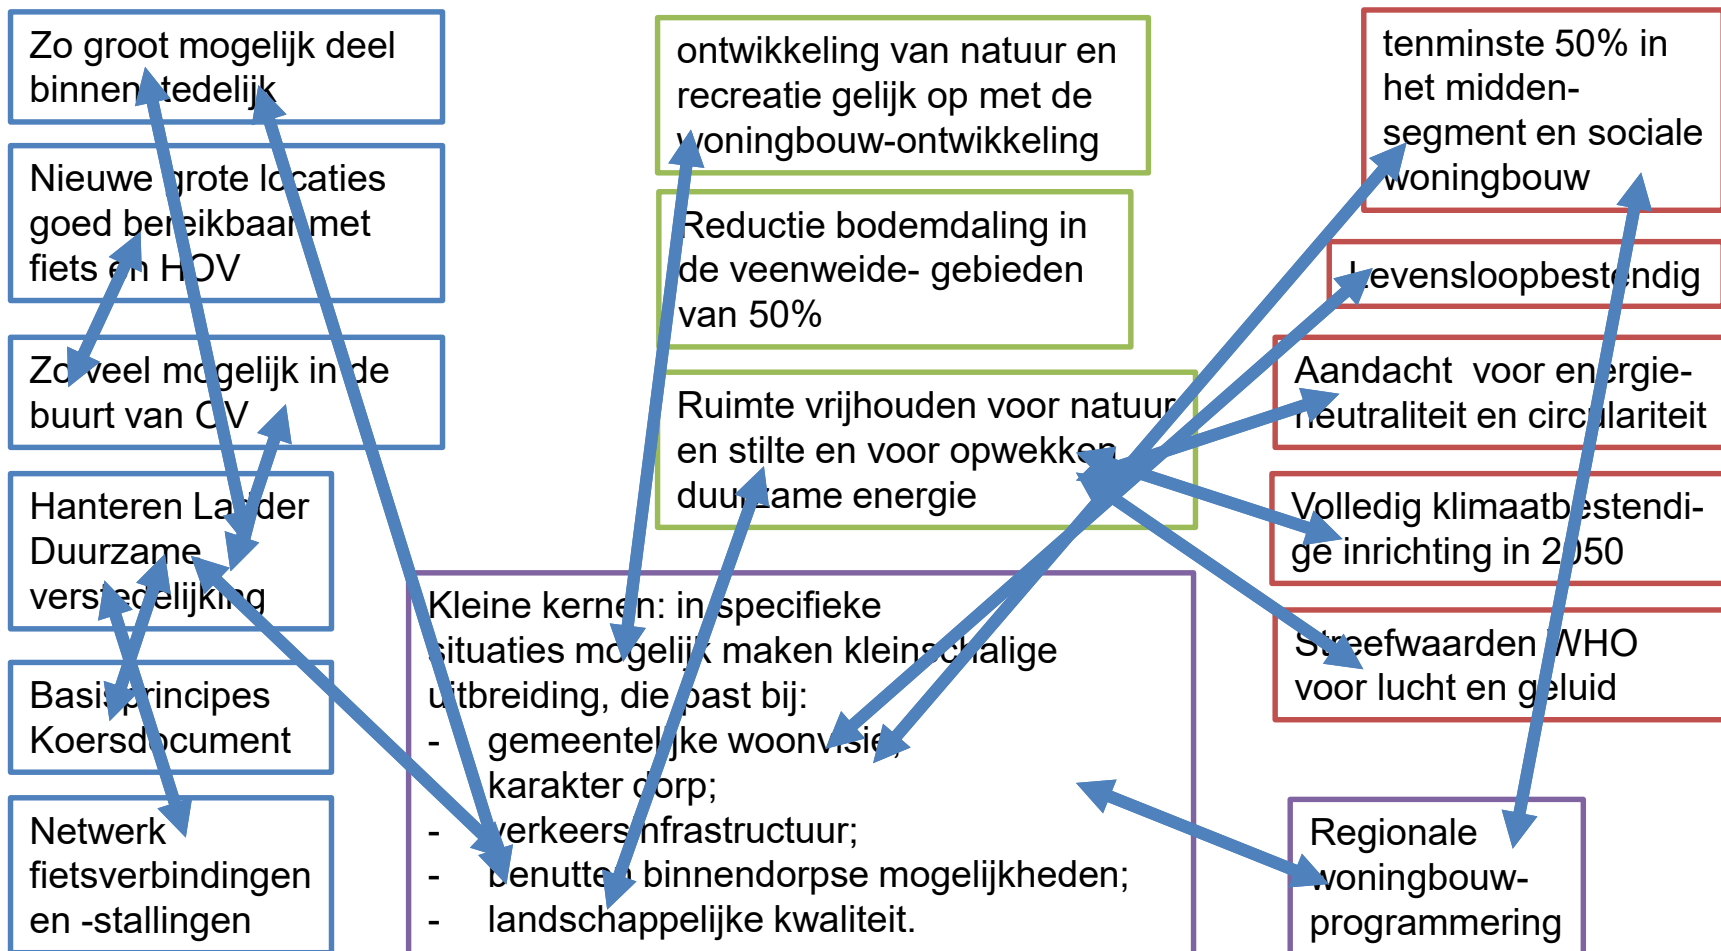 Zo groot mogelijk deel
binnenstedelijk
Nieuwe grote locaties
goed bereikbaar met
fiets en HOV
Zo veel mogelijk in de
buurt van OV
Hanteren Ladder
Duurzame
verstedelijking
Basisprincipes
Koersdocument
Netwerk
fietsverbindingen
en -stallingen
ontwikkeling van natuur en
recreatie gelijk op met de
woningbouw-ontwikkeling
Reductie bodemdaling in
de veenweide- gebieden
van 50%
Ruimte vrijhouden voor natuur
en stilte en voor opwekken
duurzame energie
Kleine kernen: in specifieke
situaties mogelijk maken kleinschalige
uitbreiding, die past bij:
- gemeentelijke woonvisie;
karakter dorp;
- verkeersinfrastructuur;
- benutten binnendorpse mogelijkheden;
- landschappelijke kwaliteit.
tenminste 50% in
het midden-
segment en sociale
woningbouw
Levensloopbestendig
Aandacht voor energie-
neutraliteit en circulariteit
Volledig klimaatbestendi-
ge inrichting in 2050
Streefwaarden WHO
voor lucht en geluid
Regionale
woningbouw-
programmering